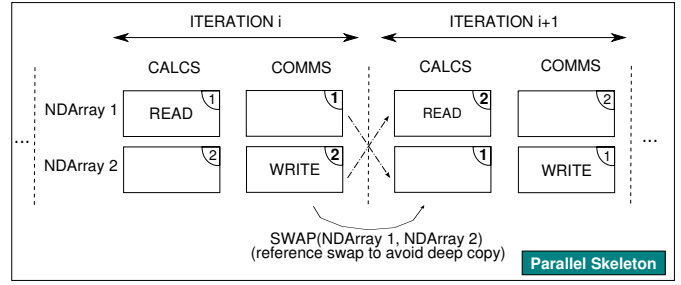 ITERATION i ITERATION i+1
CALCS COMMS CALCS COMMS
NDArray 1 READ 1 1 READ 2 2
... ...
NDArray 2 2 WRITE 2 1 WRITE 1
SWAP(NDArray 1, NDArray 2)
(reference swap to avoid deep copy)
Parallel Skeleton